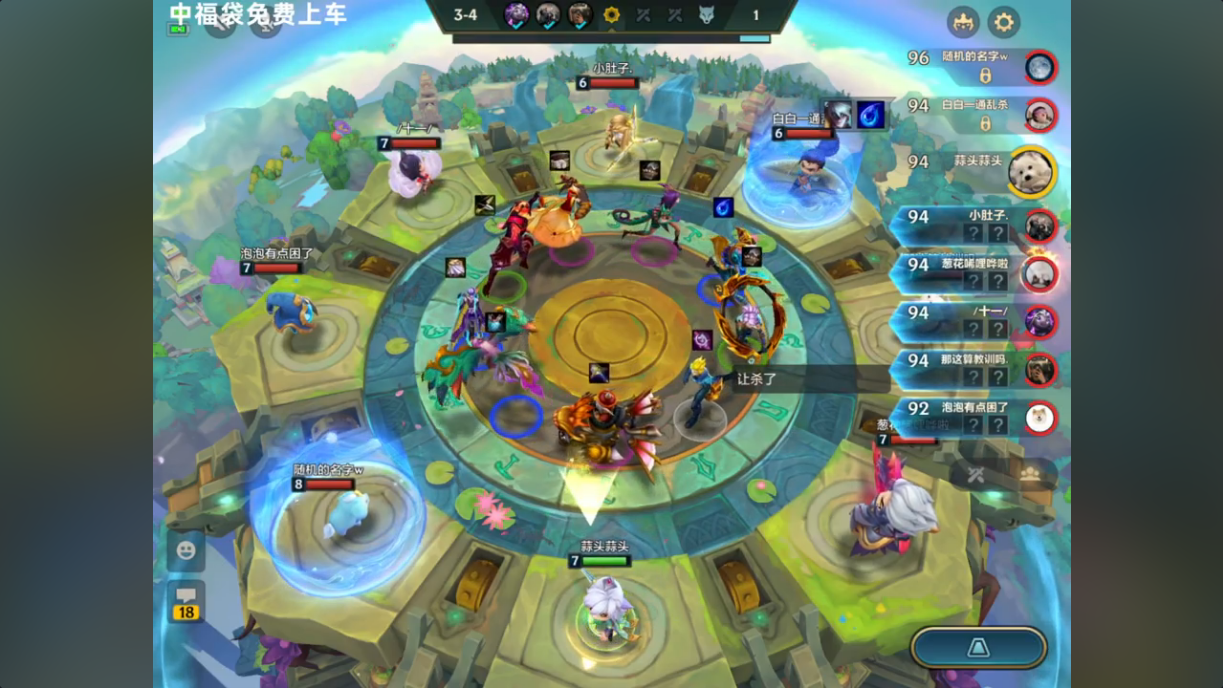 中福袋免费上车
3-4
1
小肚子.
6
/十一/
7
白白一通
6
泡泡有点困了
7
随机的名字w
8
蒜头蒜头
7
7
让杀了
96 随机的名字w
94 白白一通乱杀
94 蒜头蒜头
94 小肚子.
? ?
94 葱花嘁哩哗啦
? ?
94 /十一/
? ?
94 那这算教训吗.
? ?
92 泡泡有点困了
? ?
18